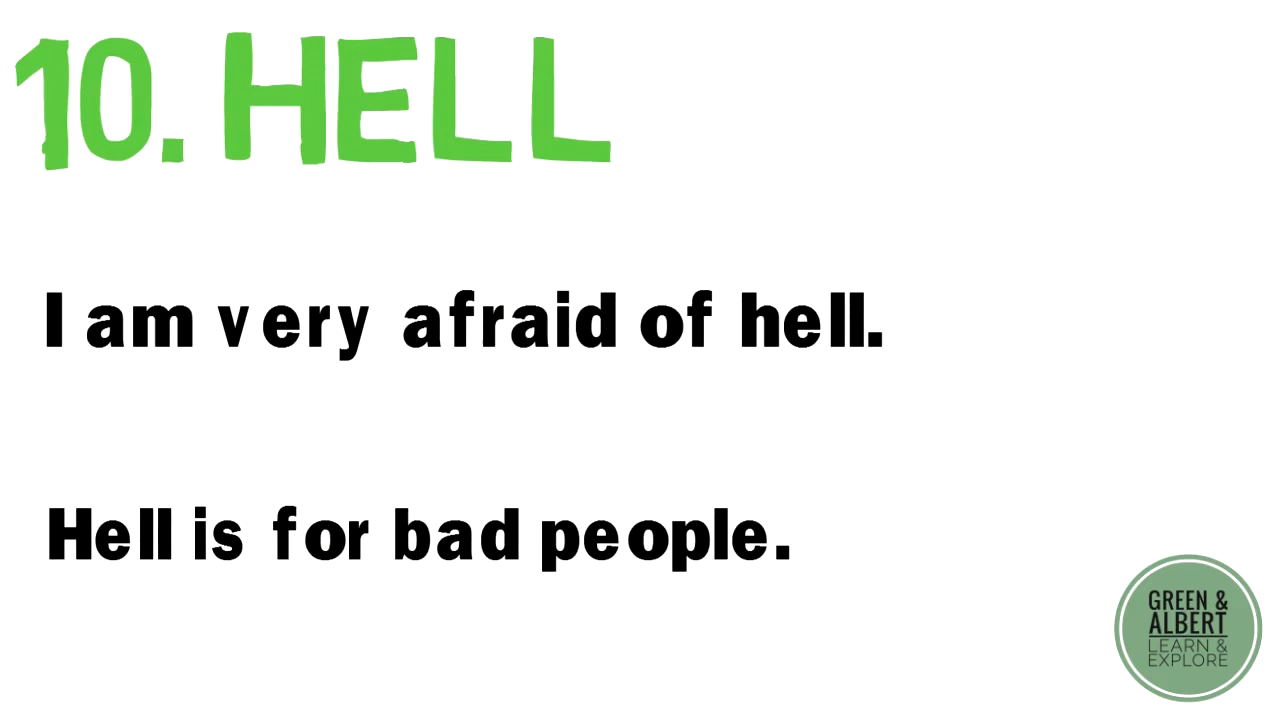 10. HELL
I am very afraid of hell.
Hell is for bad people.
GREEN &
ALBERT
LEARN &
EXPLORE